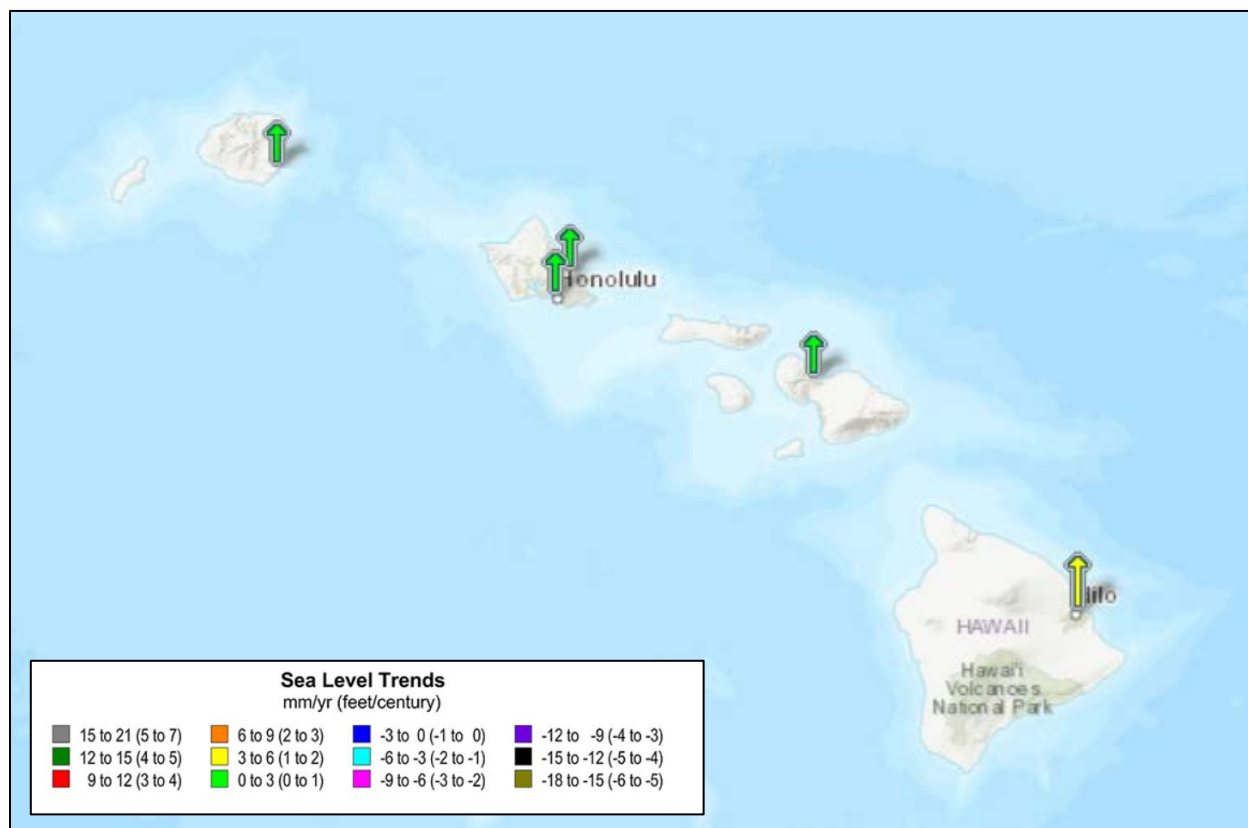 Honolulu
HAWAII
Hawai'i
Volcanoes
National Park
Sea Level Trends
mm/yr (feet/century)
15 to 21 (5 to 7)
12 to 15 (4 to 5)
9 to 12 (3 to 4)
6 to 9 (2 to 3)
3 to 6 (1 to 2)
0 to 3 (0 to 1)
-3 to 0 (-1 to 0)
-6 to -3 (-2 to -1)
-9 to -6 (-3 to -2)
-12 to -9 (-4 to -3)
-15 to -12 (-5 to -4)
-18 to -15 (-6 to -5)